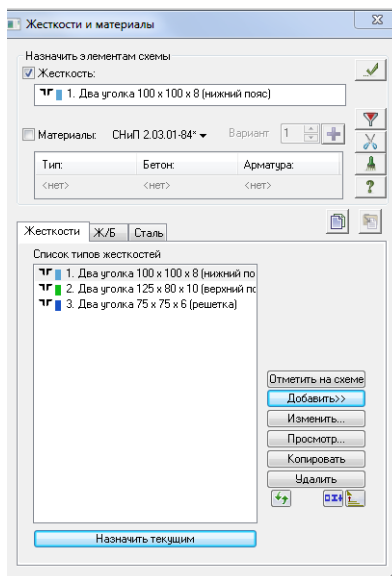 Жесткости и материалы
Назначить элементам схемы
Жесткость:
1. Два уголка 100 x 100 x 8 (нижний пояс)
Материалы: СНиП 2.03.01-84* Вариант 1
Тип: Бетон: Арматура:
<нет> <нет> <нет>
Жесткости Ж/Б Сталь
Список типов жесткостей
1. Два уголка 100 x 100 x 8 (нижний по
2. Два уголка 125 x 80 x 10 (верхний по
3. Два уголка 75 x 75 x 6 (решетка)
Отметить на схеме
Добавить>>
Изменить...
Просмотр...
Копировать
Удалить
Назначить текущим